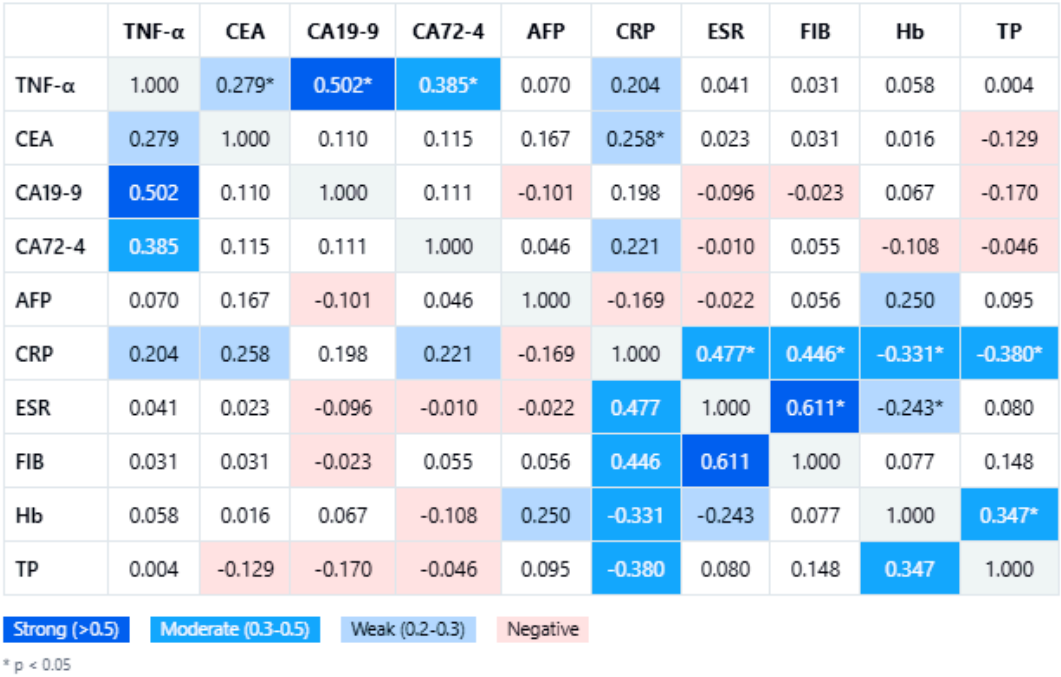 TNF-α CEA CA19-9 CA72-4 AFP CRP ESR FIB Hb TP
TNF-α 1.000 0.279* 0.502* 0.385* 0.070 0.204 0.041 0.031 0.058 0.004
CEA 0.279 1.000 0.110 0.115 0.167 0.258* 0.023 0.031 0.016 -0.129
CA19-9 0.502 0.110 1.000 0.111 -0.101 0.198 -0.096 -0.023 0.067 -0.170
CA72-4 0.385 0.115 0.111 1.000 0.046 0.221 -0.010 0.055 -0.108 -0.046
AFP 0.070 0.167 -0.101 0.046 1.000 -0.169 -0.022 0.056 0.250 0.095
CRP 0.204 0.258 0.198 0.221 -0.169 1.000 0.477* 0.446* -0.331* -0.380*
ESR 0.041 0.023 -0.096 -0.010 -0.022 0.477 1.000 0.611* -0.243* 0.080
FIB 0.031 0.031 -0.023 0.055 0.056 0.446 0.611 1.000 0.077 0.148
Hb 0.058 0.016 0.067 -0.108 0.250 -0.331 -0.243 0.077 1.000 0.347*
TP 0.004 -0.129 -0.170 -0.046 0.095 -0.380 0.080 0.148 0.347 1.000
Strong (>0.5) Moderate (0.3-0.5) Weak (0.2-0.3) Negative
* p < 0.05